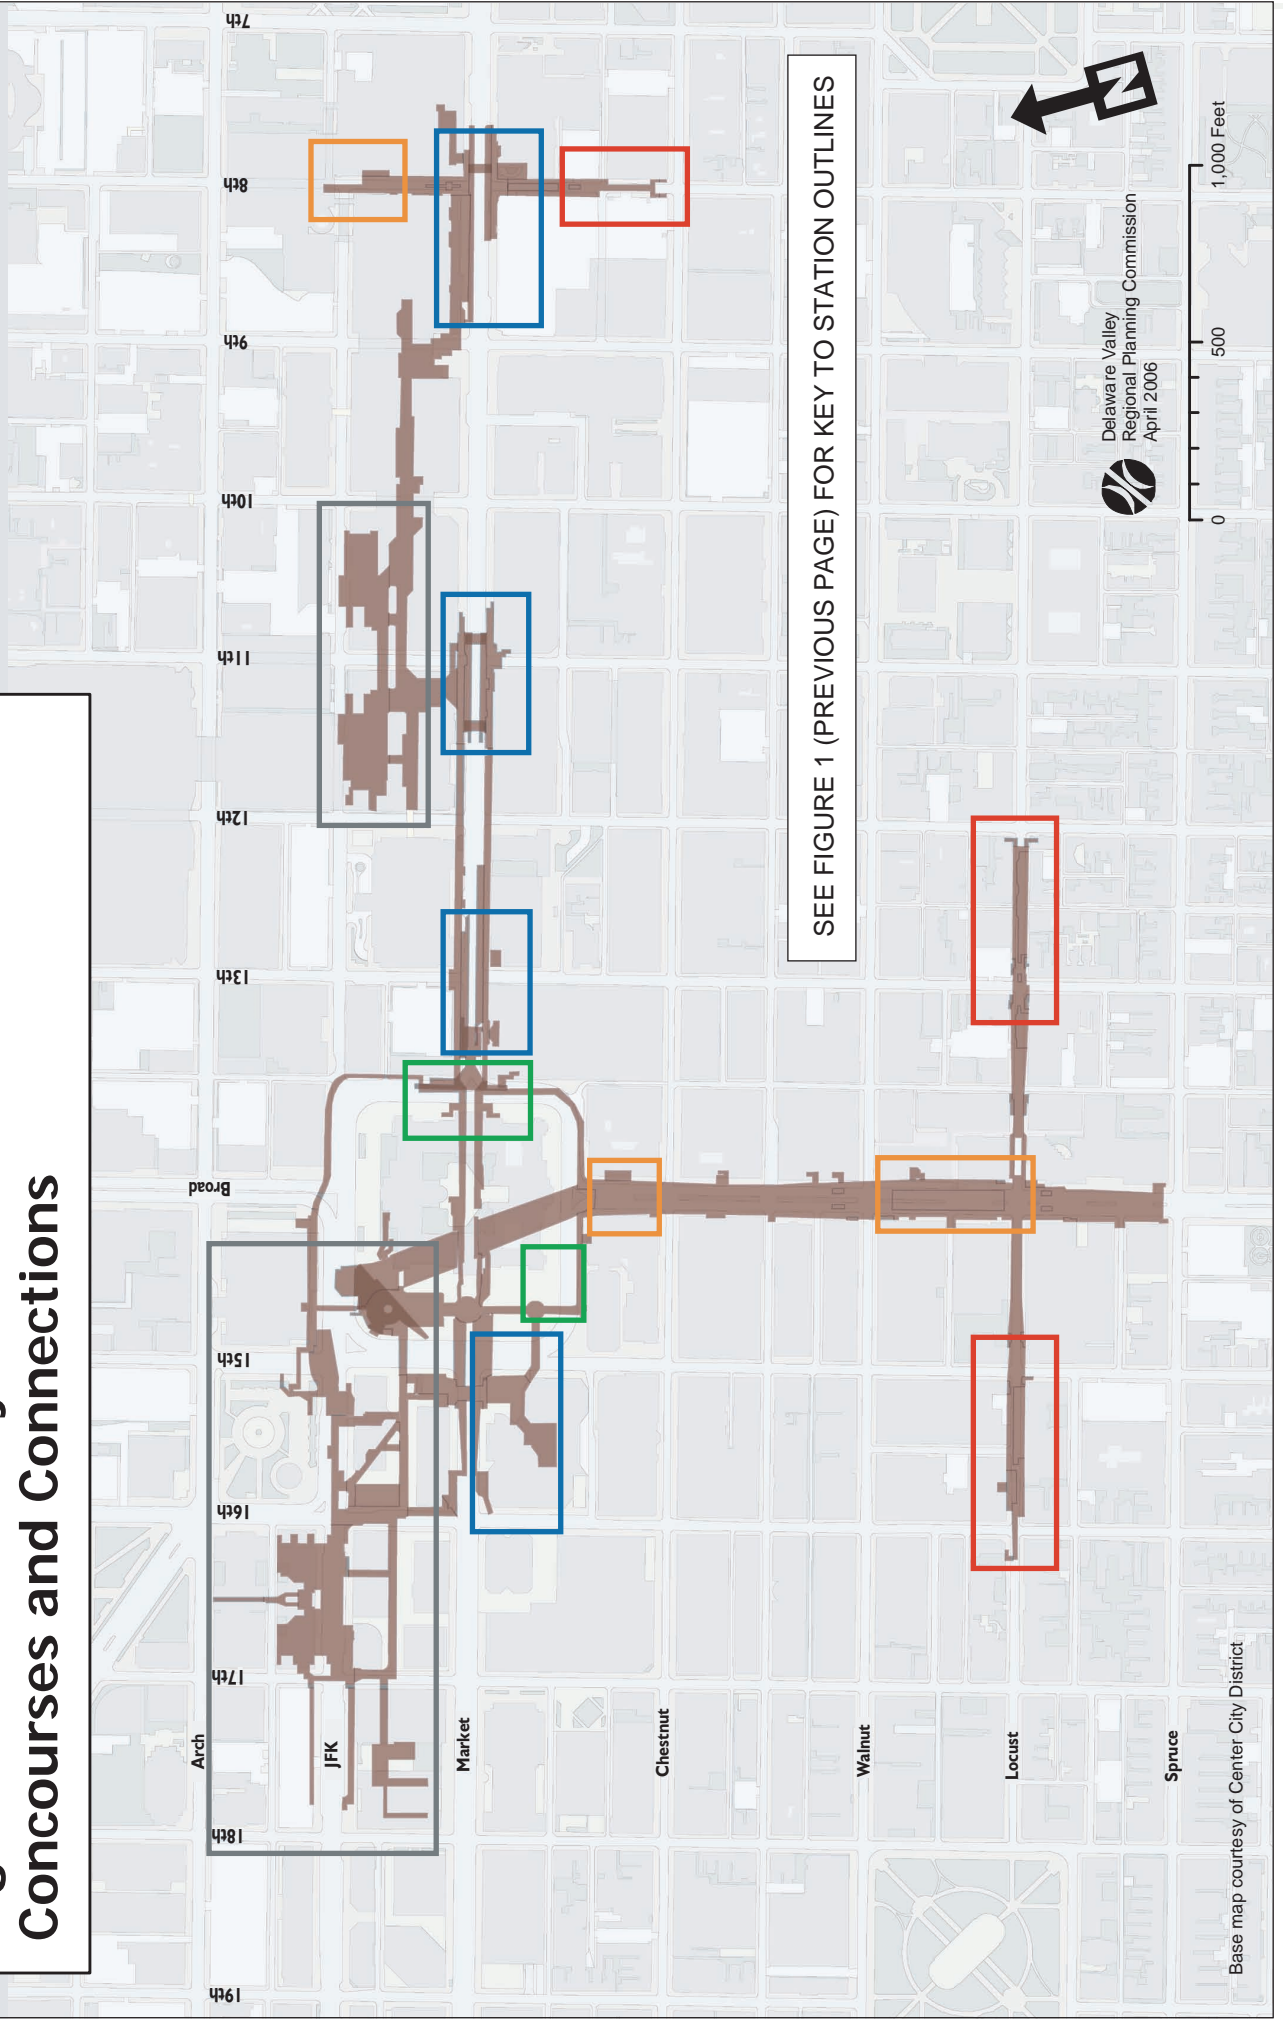 Concourses and Connections
19th
18th
17th
16th
15th
Broad
13th
12th
11th
10th
9th
8th
7th
Arch
JFK
Market
Chestnut
Walnut
Locust
Spruce
SEE FIGURE 1 (PREVIOUS PAGE) FOR KEY TO STATION OUTLINES
N
Delaware Valley
Regional Planning Commission
April 2006
0 500 1,000 Feet
Base map courtesy of Center City District